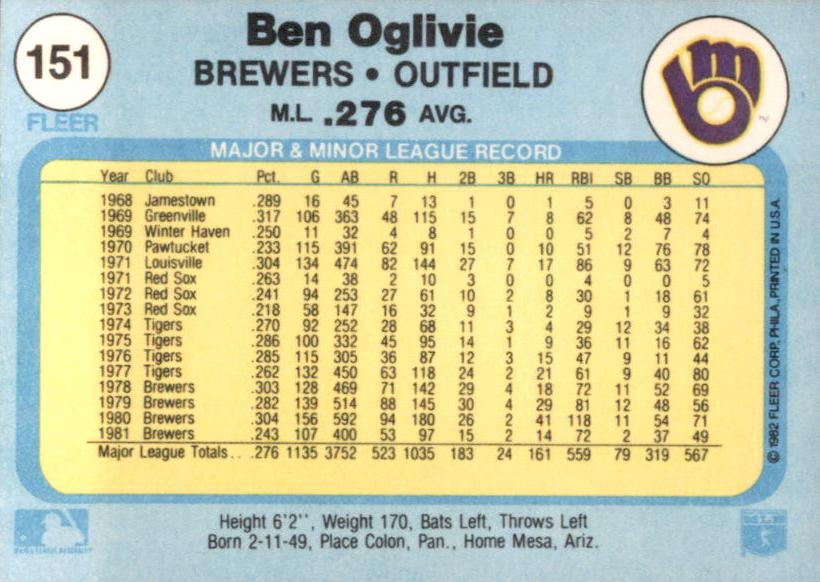 151
FLEER
Ben Oglivie
BREWERS • OUTFIELD
M.L. .276 AVG.
MAJOR & MINOR LEAGUE RECORD
Year Club Pct. G AB R H 2B 3B HR RBI SB BB SO
1968 Jamestown .289 16 45 7 13 1 0 1 5 0 3 11
1969 Greenville .317 106 363 48 115 15 7 8 62 8 48 74
1969 Winter Haven .250 11 32 4 8 1 0 0 5 2 7 4
1970 Pawtucket .233 115 391 62 91 15 0 10 51 12 76 78
1971 Louisville .304 134 474 82 144 27 7 17 86 9 63 72
1971 Red Sox .263 14 38 2 10 3 0 0 4 0 0 5
1972 Red Sox .241 94 253 27 61 10 2 8 30 1 18 61
1973 Red Sox .218 58 147 16 32 9 1 2 9 1 9 32
1974 Tigers .270 92 252 28 68 11 3 4 29 12 34 38
1975 Tigers .286 100 332 45 95 14 1 9 36 11 16 62
1976 Tigers .285 115 305 36 87 12 3 15 47 9 11 44
1977 Tigers .262 132 450 63 118 24 2 21 61 9 40 80
1978 Brewers .303 128 469 71 142 29 4 18 72 11 52 69
1979 Brewers .282 139 514 88 145 30 4 29 81 12 48 56
1980 Brewers .304 156 592 94 180 26 2 41 118 11 54 71
1981 Brewers .243 107 400 53 97 15 2 14 72 2 37 49
Major League Totals.. .276 1135 3752 523 1035 183 24 161 559 79 319 567
© 1982 FLEER CORP. PHILA., PRINTED IN U.S.A.
Height 6'2'', Weight 170, Bats Left, Throws Left
Born 2-11-49, Place Colon, Pan., Home Mesa, Ariz.